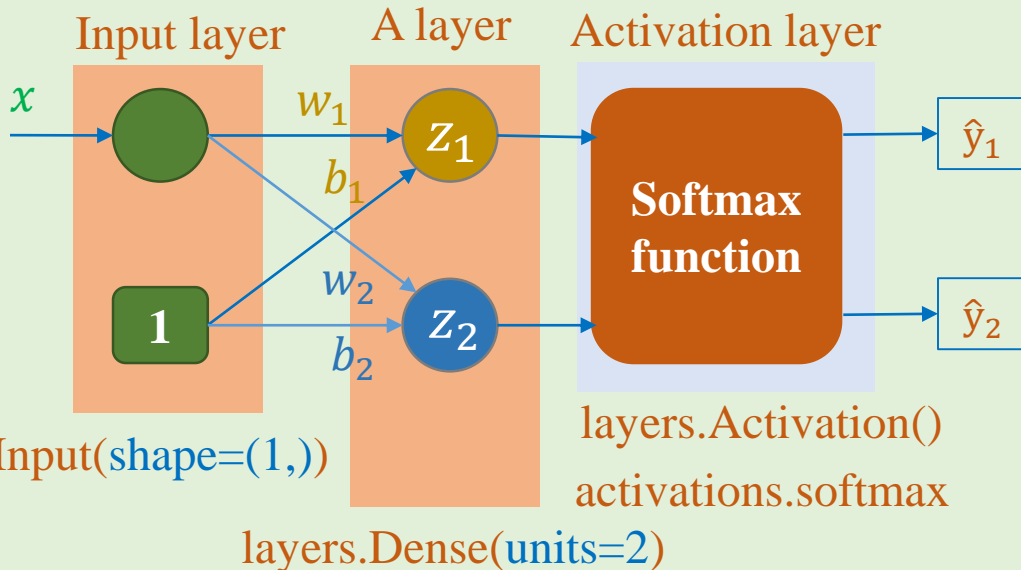 Input layer
A layer
Activation layer
x
w₁
z₁
ŷ₁
b₁
Softmax
function
1
w₂
z₂
ŷ₂
b₂
Input(shape=(1,))
layers.Activation()
activations.softmax
layers.Dense(units=2)